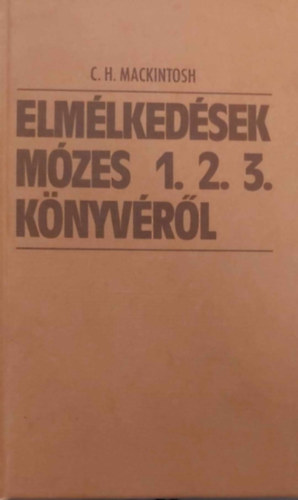 C. H. MACKINTOSH
ELMÉLKEDÉSEK
MÓZES 1. 2. 3.
KÖNYVÉRŐL